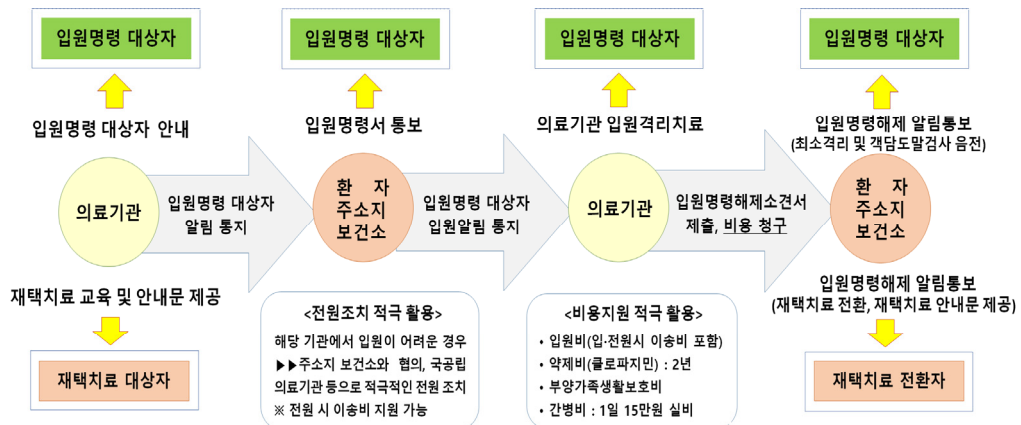 입원명령 대상자
입원명령 대상자
입원명령 대상자
입원명령 대상자
입원명령 대상자 안내
입원명령서 통보
의료기관 입원격리치료
입원명령해제 알림통보
(최소격리 및 객담도말검사 음전)
의료기관
입원명령 대상자
알림 통지
환 자
주소지
보건소
입원명령 대상자
입원알림 통지
의료기관
입원명령해제소견서
제출, 비용 청구
환 자
주소지
보건소
재택치료 교육 및 안내문 제공
재택치료 대상자
<전원조치 적극 활용>
해당 기관에서 입원이 어려운 경우
▶▶주소지 보건소와 협의, 국공립
의료기관 등으로 적극적인 전원 조치
※ 전원 시 이송비 지원 가능
<비용지원 적극 활용>
• 입원비(입·전원시 이송비 포함)
• 약제비(클로파지민) : 2년
• 부양가족생활보호비
• 간병비 : 1일 15만원 실비
입원명령해제 알림통보
(재택치료 전환, 재택치료 안내문 제공)
재택치료 전환자